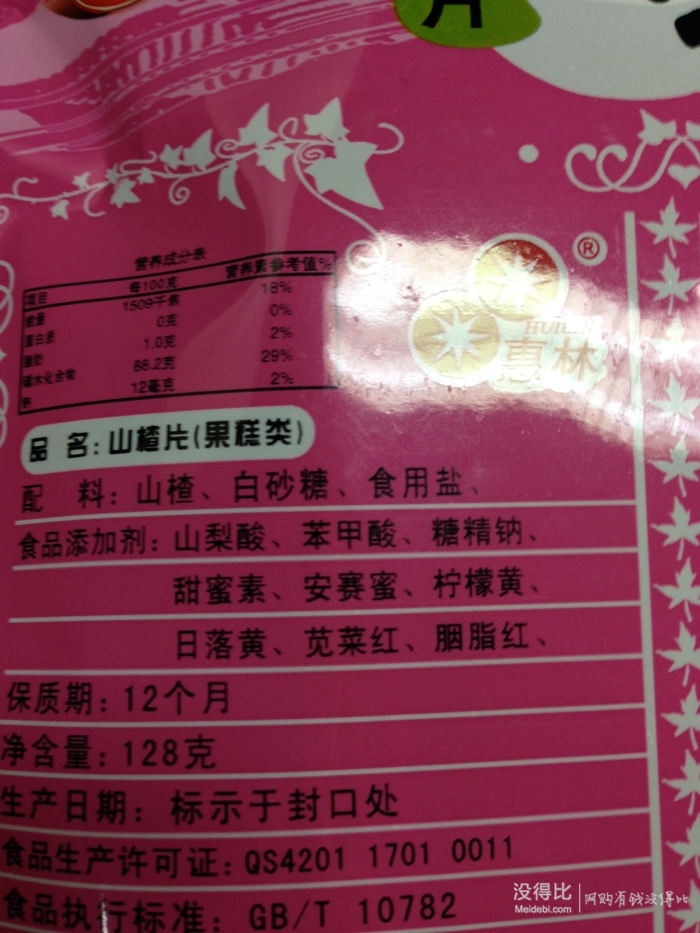 片
营养成分表
项目 每100克 营养素参考值%
能量 1509千焦 18%
蛋白质 0克 0%
脂肪 1.0克 2%
碳水化合物 88.2克 29%
钠 12毫克 2%
®
HUILIN
惠林
品 名:山楂片(果糕类)
配 料:山楂、白砂糖、食用盐、
食品添加剂:山梨酸、苯甲酸、糖精钠、
甜蜜素、安赛蜜、柠檬黄、
日落黄、苋菜红、胭脂红、
保质期:12个月
净含量:128克
生产日期:标示于封口处
食品生产许可证:QS4201 1701 0011
食品执行标准:GB/T 10782
没得比
Meidebi.com
网购有钱没得比